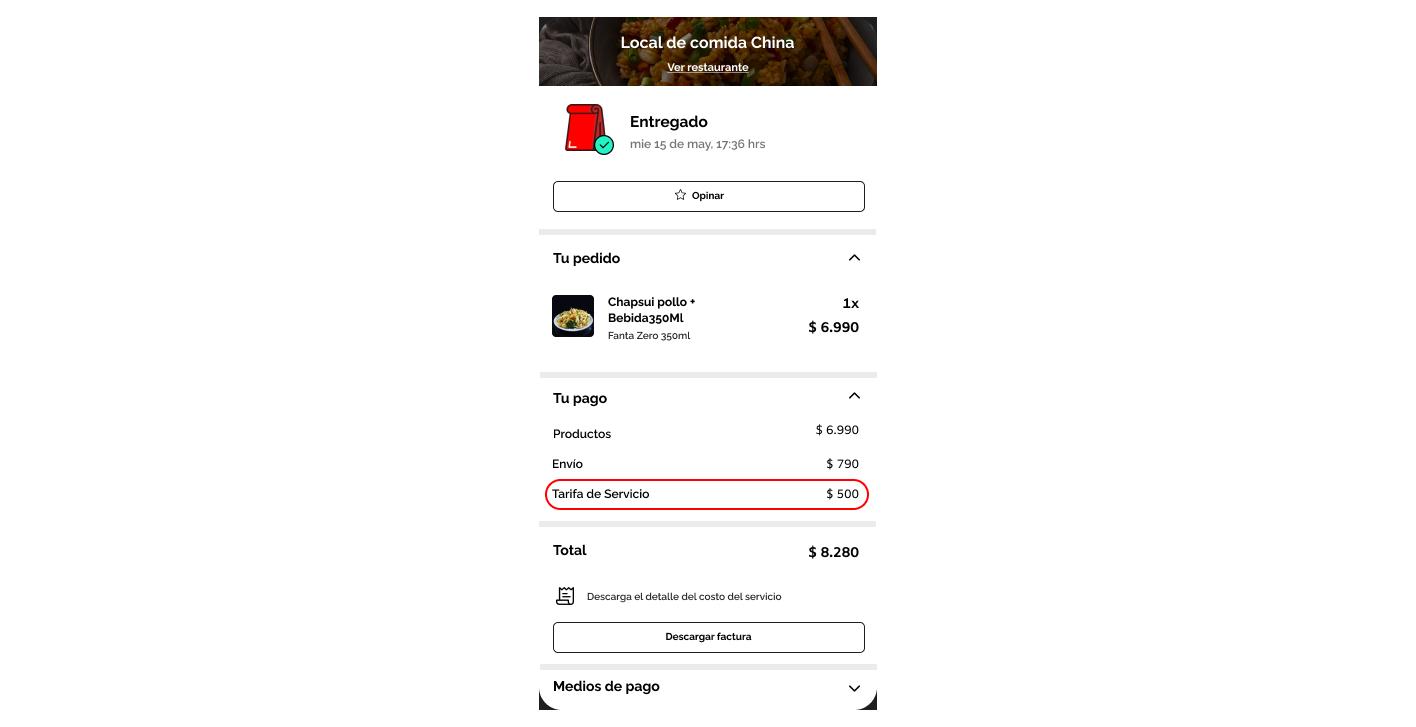 Local de comida China
Ver restaurante
Entregado
mie 15 de may, 17:36 hrs
Opinar
Tu pedido
Chapsui pollo +
1x
Bebida350Ml
$ 6.990
Fanta Zero 350ml
Tu pago
Productos $ 6.990
Envío $ 790
Tarifa de Servicio $ 500
Total $ 8.280
Descarga el detalle del costo del servicio
Descargar factura
Medios de pago